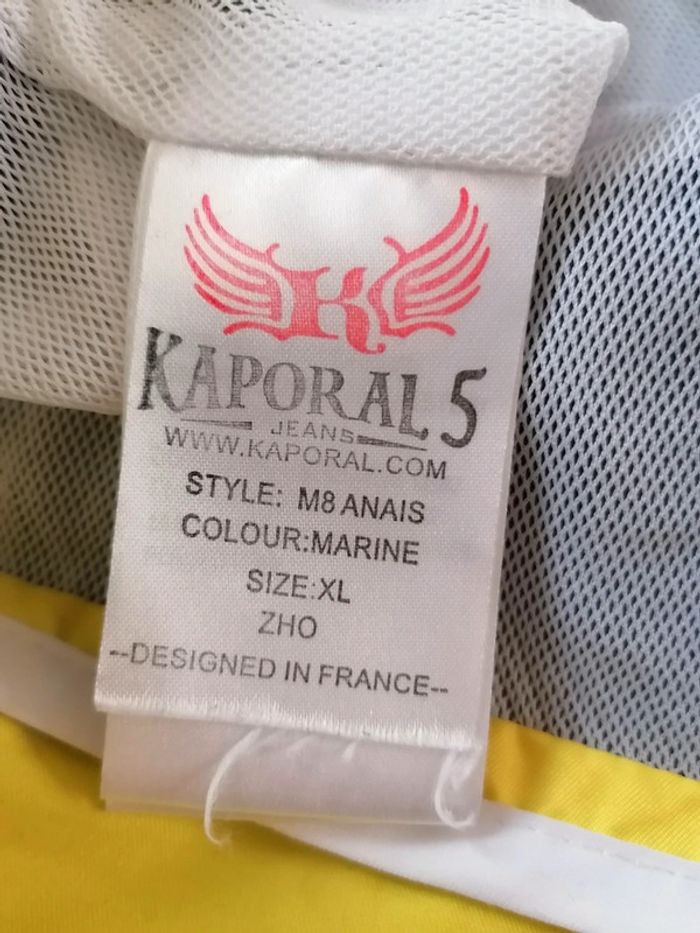 K
KAPORAL 5
JEANS
WWW.KAPORAL.COM
STYLE: M8 ANAIS
COLOUR:MARINE
SIZE:XL
ZHO
--DESIGNED IN FRANCE--